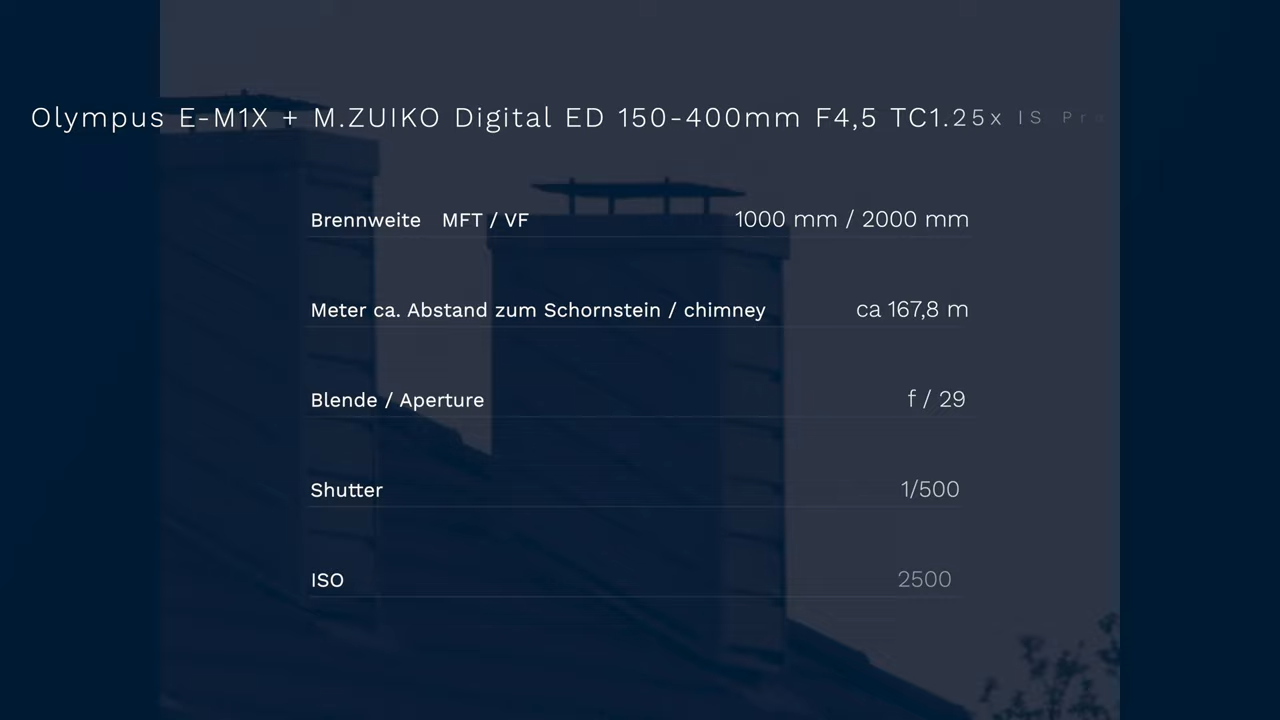 Olympus E-M1X + M.ZUIKO Digital ED 150-400mm F4,5 TC1.25x IS Pro
Brennweite MFT / VF 1000 mm / 2000 mm
Meter ca. Abstand zum Schornstein / chimney ca 167,8 m
Blende / Aperture f / 29
Shutter 1/500
ISO 2500